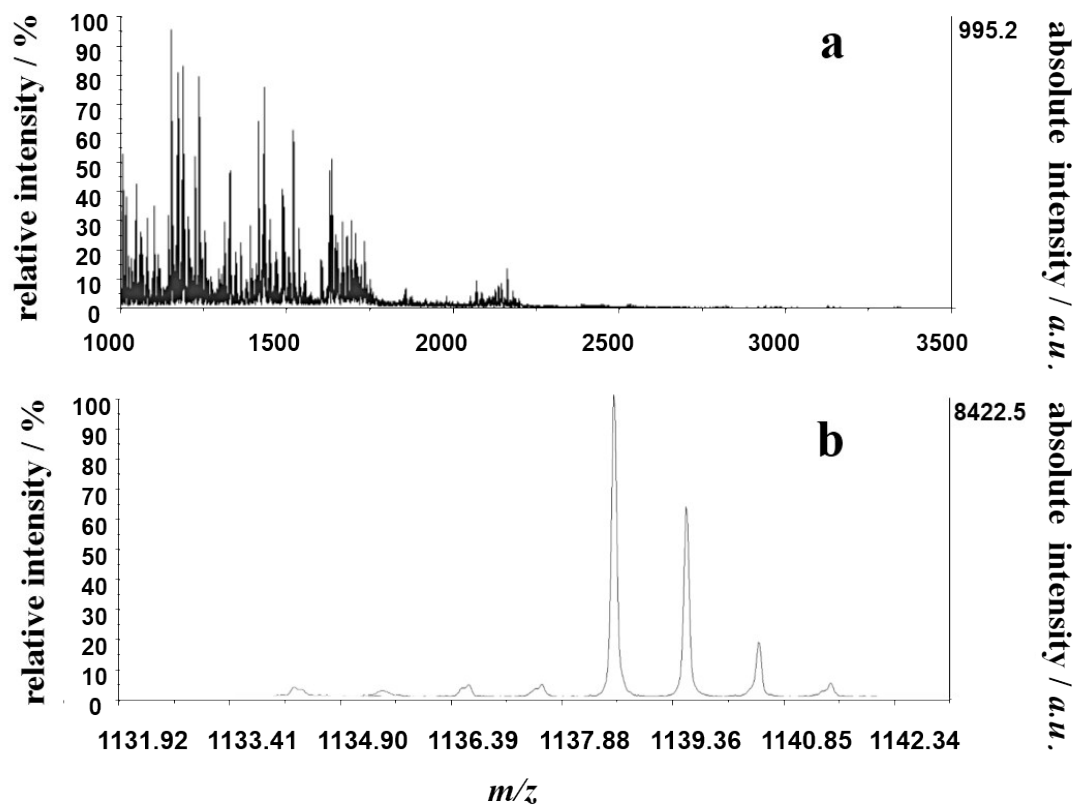 relative intensity / %
100
90
80
70
60
50
40
30
20
10
0
a
995.2
absolute intensity / a.u.
1000 1500 2000 2500 3000 3500
relative intensity / %
100
90
80
70
60
50
40
30
20
10
0
b
8422.5
absolute intensity / a.u.
1131.92 1133.41 1134.90 1136.39 1137.88 1139.36 1140.85 1142.34
m/z